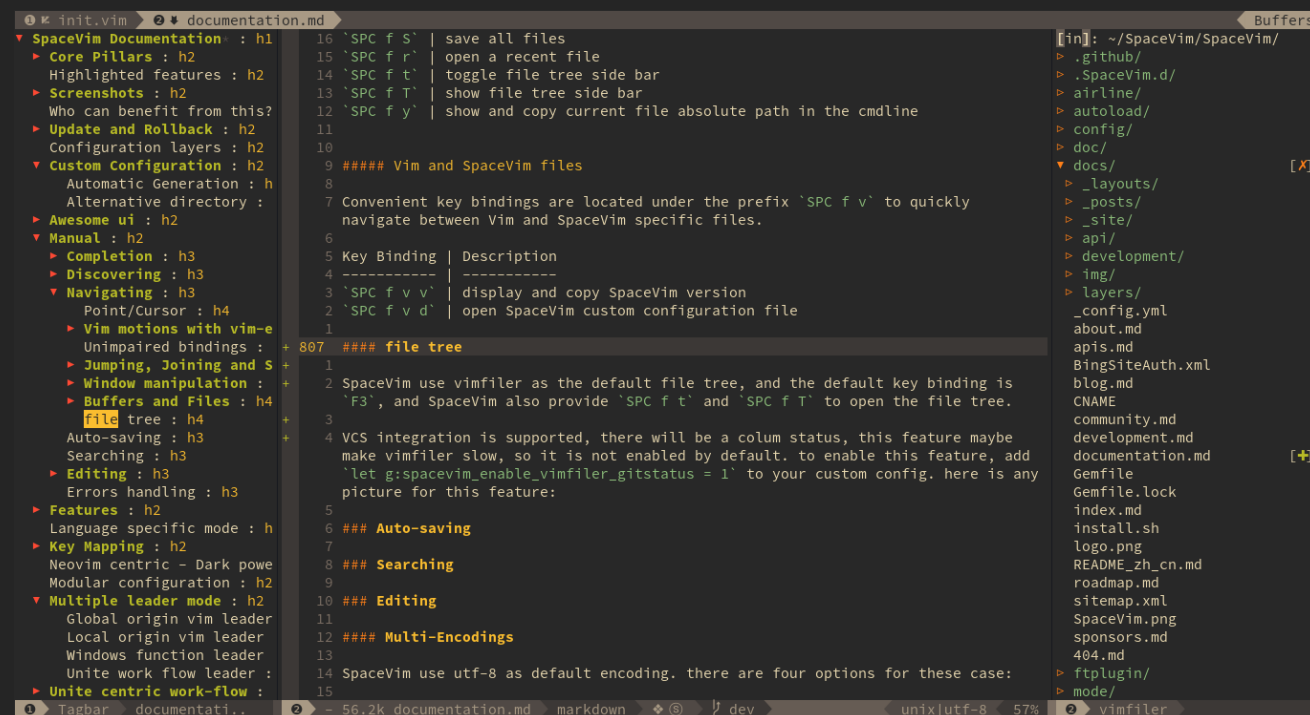 ❶ init.vim ❷ documentation.md Buffers
▼ SpaceVim Documentation : h1
▶ Core Pillars : h2
Highlighted features : h2
▶ Screenshots : h2
Who can benefit from this?
▶ Update and Rollback : h2
Configuration layers : h2
▼ Custom Configuration : h2
Automatic Generation : h
Alternative directory :
▶ Awesome ui : h2
▼ Manual : h2
▶ Completion : h3
▶ Discovering : h3
▼ Navigating : h3
Point/Cursor : h4
▶ Vim motions with vim-e
Unimpaired bindings :
▶ Jumping, Joining and S
▶ Window manipulation :
▶ Buffers and Files : h4
file tree : h4
Auto-saving : h3
Searching : h3
▶ Editing : h3
Errors handling : h3
▶ Features : h2
Language specific mode : h
▶ Key Mapping : h2
Neovim centric - Dark powe
Modular configuration : h2
▼ Multiple leader mode : h2
Global origin vim leader
Local origin vim leader
Windows function leader
Unite work flow leader :
▶ Unite centric work-flow :
16 `SPC f S` | save all files
15 `SPC f r` | open a recent file
14 `SPC f t` | toggle file tree side bar
13 `SPC f T` | show file tree side bar
12 `SPC f y` | show and copy current file absolute path in the cmdline
11
10
9 ##### Vim and SpaceVim files
8
7 Convenient key bindings are located under the prefix `SPC f v` to quickly
navigate between Vim and SpaceVim specific files.
6
5 Key Binding | Description
4 ----------- | -----------
3 `SPC f v v` | display and copy SpaceVim version
2 `SPC f v d` | open SpaceVim custom configuration file
1
+ 807 #### file tree
+ 1
+ 2 SpaceVim use vimfiler as the default file tree, and the default key binding is
`F3`, and SpaceVim also provide `SPC f t` and `SPC f T` to open the file tree.
+ 3
+ 4 VCS integration is supported, there will be a colum status, this feature maybe
make vimfiler slow, so it is not enabled by default. to enable this feature, add
`let g:spacevim_enable_vimfiler_gitstatus = 1` to your custom config. here is any
picture for this feature:
5
6 ### Auto-saving
7
8 ### Searching
9
10 ### Editing
11
12 #### Multi-Encodings
13
14 SpaceVim use utf-8 as default encoding. there are four options for these case:
15
[in]: ~/SpaceVim/SpaceVim/
▷ .github/
▷ .SpaceVim.d/
▷ airline/
▷ autoload/
▷ config/
▷ doc/
▼ docs/ [✗]
▷ _layouts/
▷ _posts/
▷ _site/
▷ api/
▷ development/
▷ img/
▷ layers/
_config.yml
about.md
apis.md
BingSiteAuth.xml
blog.md
CNAME
community.md
development.md
documentation.md [✚
Gemfile
Gemfile.lock
index.md
install.sh
logo.png
README_zh_cn.md
roadmap.md
sitemap.xml
SpaceVim.png
sponsors.md
404.md
▷ ftplugin/
▷ mode/
❶ Tagbar documentati.. ❷ - 56.2k documentation.md markdown ❖ Ⓢ dev unix|utf-8 57% ❷ vimfiler